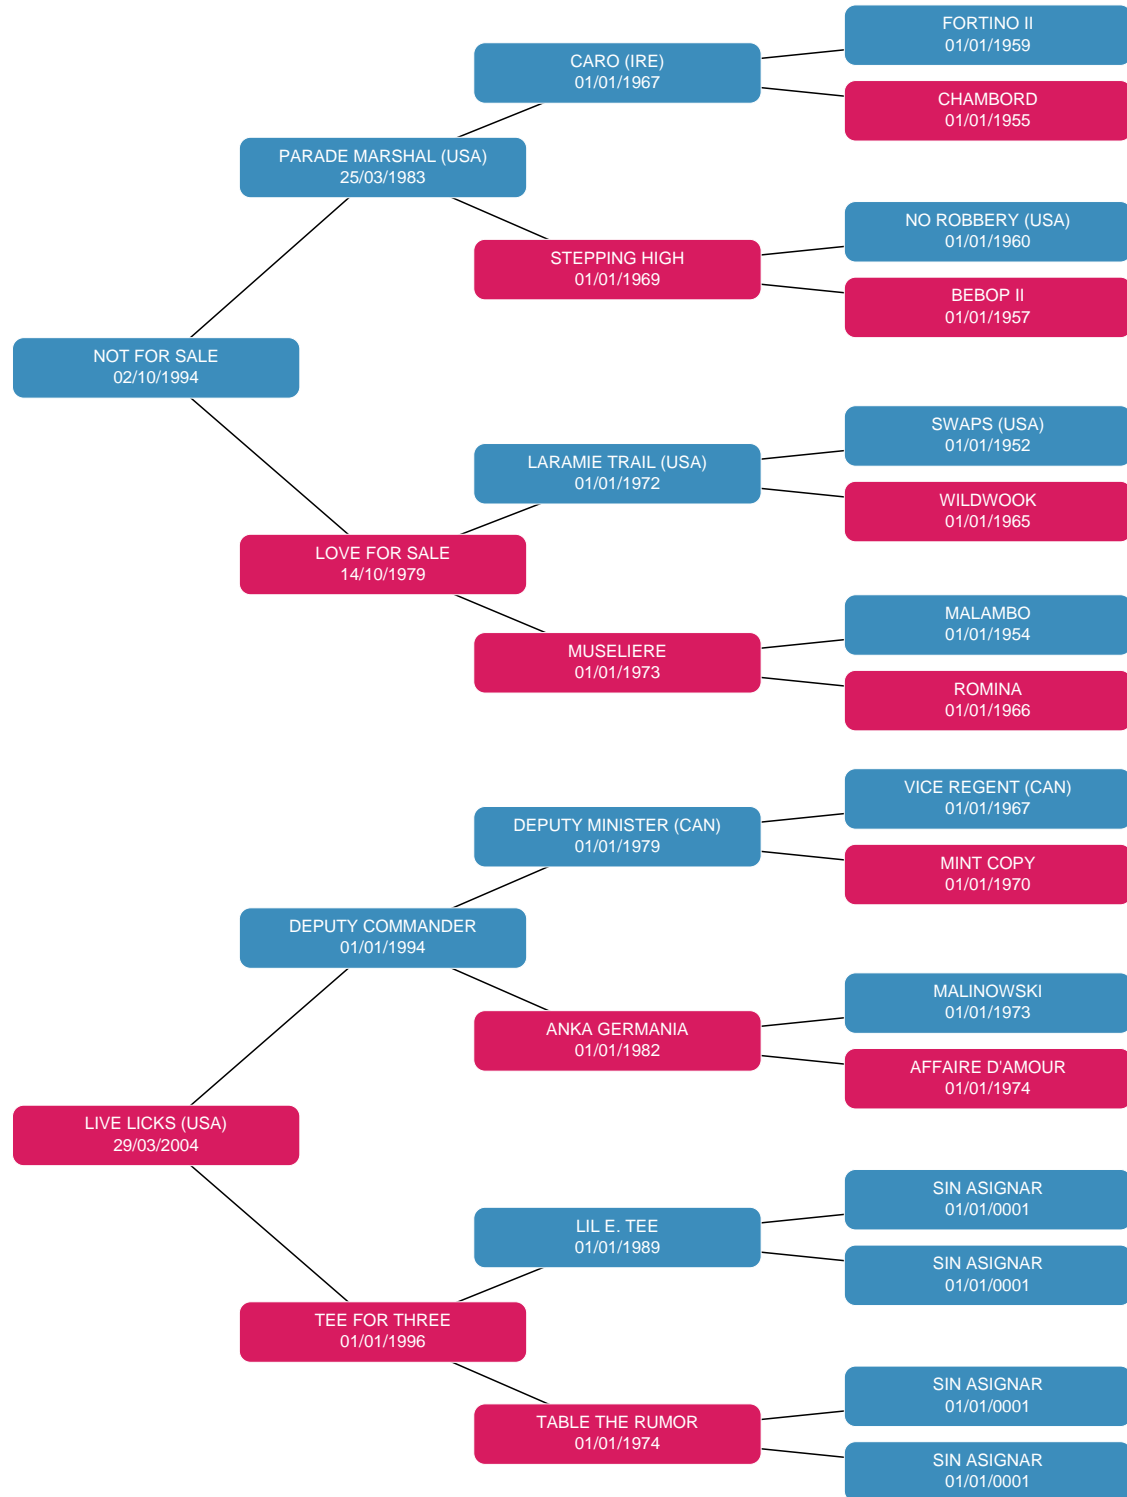 FORTINO II
01/01/1959
CARO (IRE)
01/01/1967
CHAMBORD
01/01/1955
PARADE MARSHAL (USA)
25/03/1983
NO ROBBERY (USA)
01/01/1960
STEPPING HIGH
01/01/1969
BEBOP II
01/01/1957
NOT FOR SALE
02/10/1994
SWAPS (USA)
01/01/1952
LARAMIE TRAIL (USA)
01/01/1972
WILDWOOK
01/01/1965
LOVE FOR SALE
14/10/1979
MALAMBO
01/01/1954
MUSELIERE
01/01/1973
ROMINA
01/01/1966
VICE REGENT (CAN)
01/01/1967
DEPUTY MINISTER (CAN)
01/01/1979
MINT COPY
01/01/1970
DEPUTY COMMANDER
01/01/1994
MALINOWSKI
01/01/1973
ANKA GERMANIA
01/01/1982
AFFAIRE D'AMOUR
01/01/1974
LIVE LICKS (USA)
29/03/2004
SIN ASIGNAR
01/01/0001
LIL E. TEE
01/01/1989
SIN ASIGNAR
01/01/0001
TEE FOR THREE
01/01/1996
SIN ASIGNAR
01/01/0001
TABLE THE RUMOR
01/01/1974
SIN ASIGNAR
01/01/0001